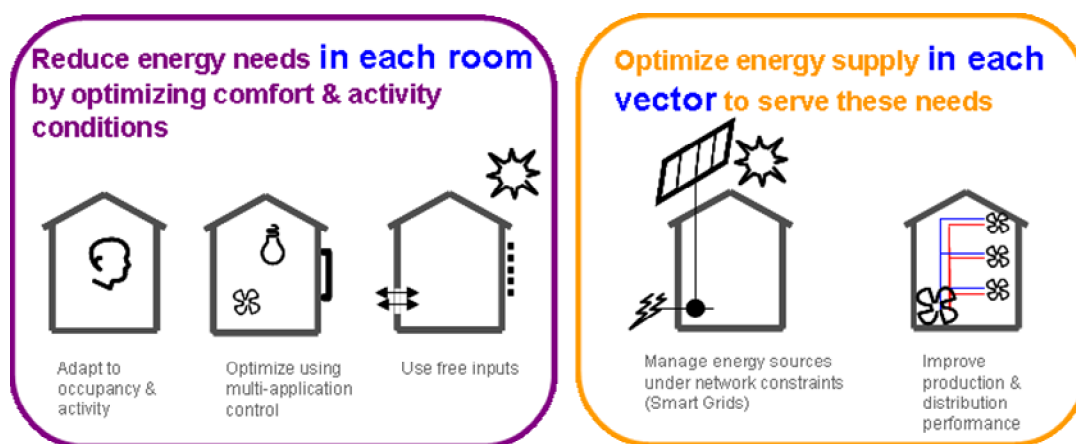 Reduce energy needs in each room
by optimizing comfort & activity
conditions
Adapt to
occupancy &
activity
Optimize using
multi-application
control
Use free inputs
Optimize energy supply in each
vector to serve these needs
Manage energy sources
under network constraints
(Smart Grids)
Improve
production &
distribution
performance